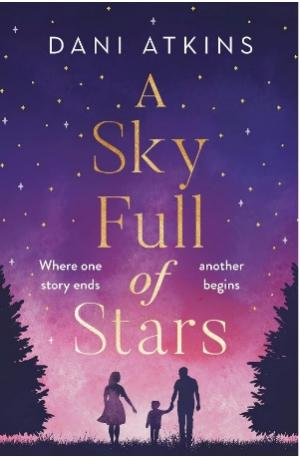 DANI ATKINS
A
Sky
Full
Where one another
story ends of begins
Stars